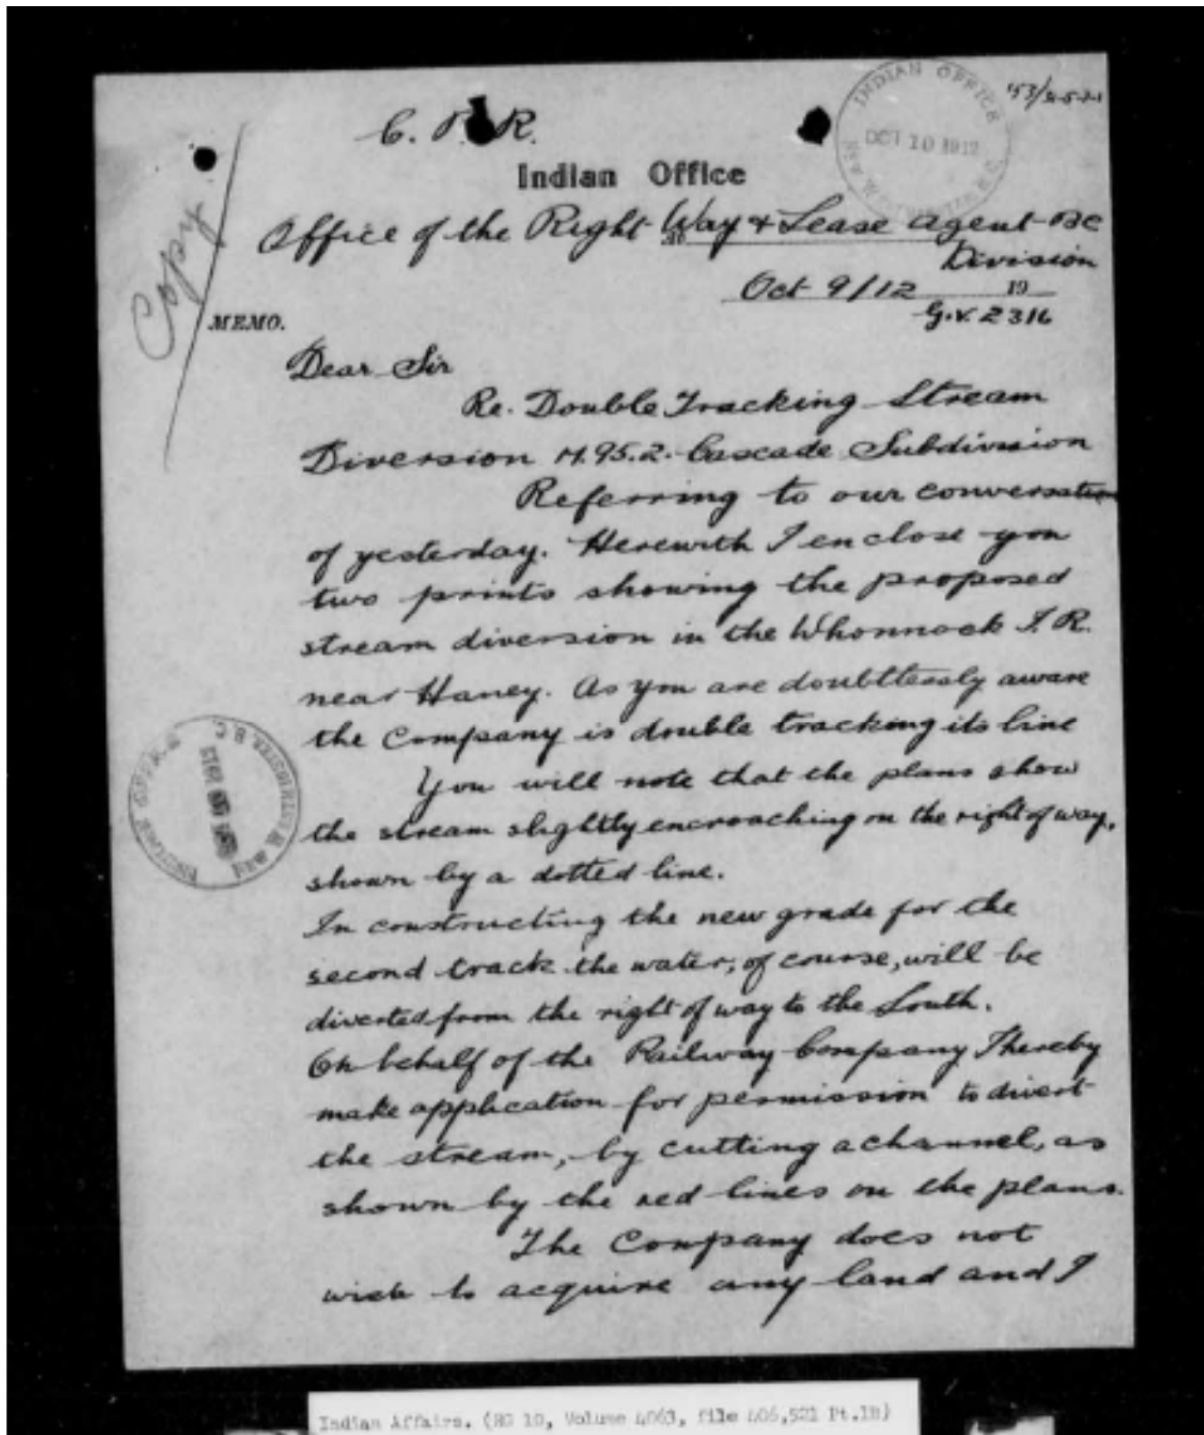 C. P. R.
INDIAN OFFICE
OCT 10 1912
Indian Office
Copy
Office of the Right Way & Lease Agent BC
Division
Oct 9/12 19
G.V. 2316
MEMO.
Dear Sir
Re. Double Tracking Stream
Diversion M. 95.2. Cascade Subdivision
Referring to our conversation
of yesterday. Herewith I enclose you
two prints showing the proposed
stream diversion in the Whonnock I. R.
near Haney. As you are doubtlessly aware
the Company is double tracking its line
You will note that the plans show
the stream slightly encroaching on the right of way,
shown by a dotted line.
In constructing the new grade for the
second track the water, of course, will be
diverted from the right of way to the South.
On behalf of the Railway Company I hereby
make application for permission to divert
the stream, by cutting a channel, as
shown by the red lines on the plans.
The Company does not
wish to acquire any land and I
Indian Affairs. (RG 10, Volume 4063, file 406,521 Pt.1B)